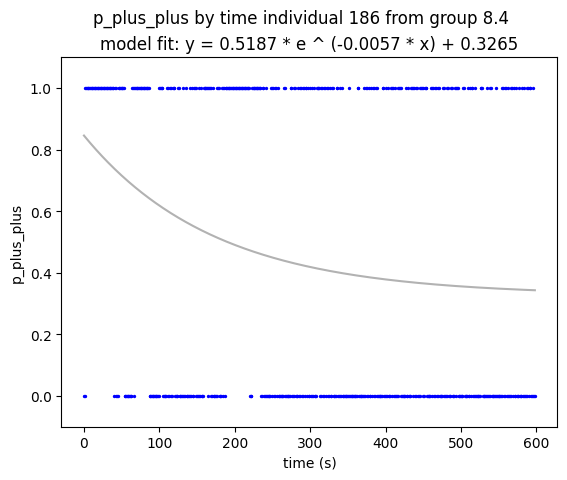 p_plus_plus by time individual 186 from group 8.4
model fit: y = 0.5187 * e ^ (-0.0057 * x) + 0.3265
1.0
0.8
0.6
0.4
0.2
0.0
p_plus_plus
0 100 200 300 400 500 600
time (s)